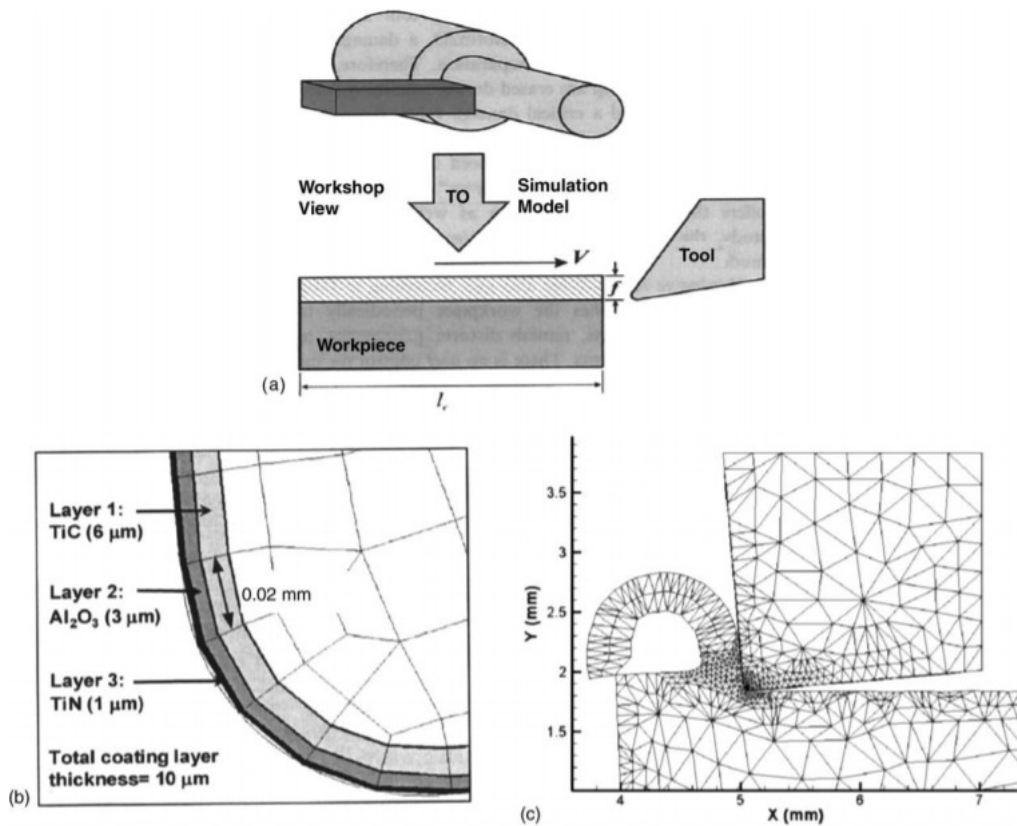 Workshop
View
TO
Simulation
Model
V
f
Tool
Workpiece
(a)
Layer 1:
TiC (6 μm)
Layer 2:
Al₂O₃ (3 μm)
0.02 mm
Layer 3:
TiN (1 μm)
Total coating layer
thickness= 10 μm
(b)
Y (mm)
3.5
3
2.5
2
1.5
4
5
6
7
X (mm)
(c)